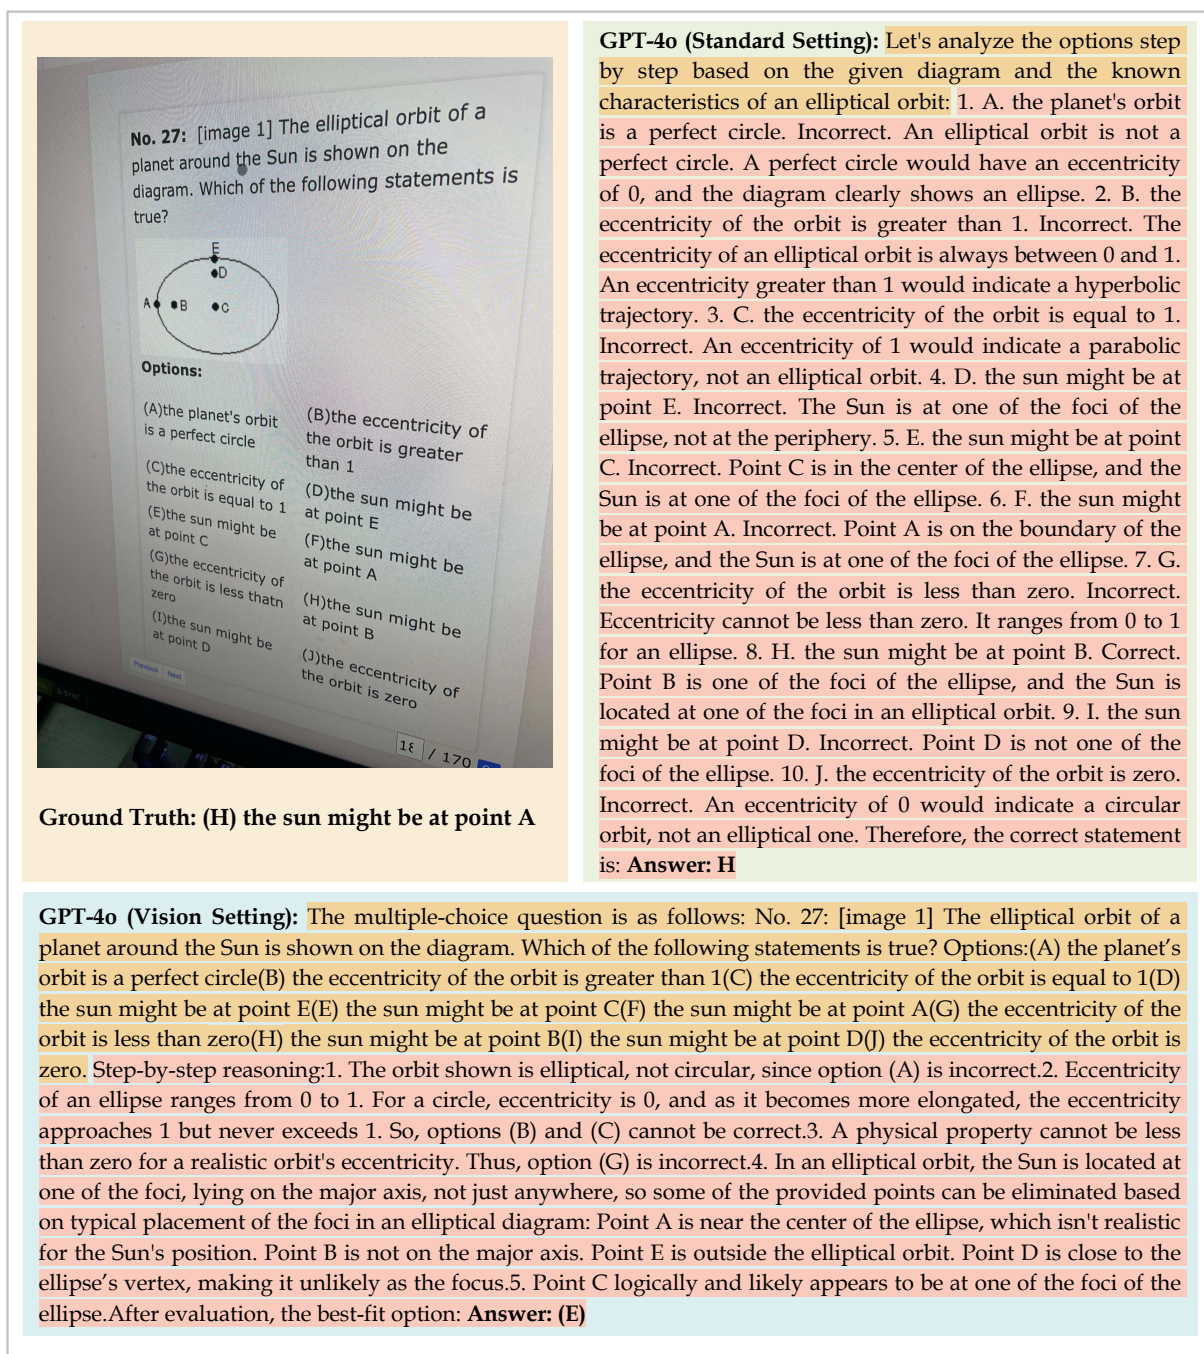 No. 27: [image 1] The elliptical orbit of a
planet around the Sun is shown on the
diagram. Which of the following statements is
true?
E
D
A
B
C
Options:
(A)the planet's orbit
is a perfect circle
(B)the eccentricity of
the orbit is greater
than 1
(C)the eccentricity of
the orbit is equal to 1
(D)the sun might be
at point E
(E)the sun might be
at point C
(F)the sun might be
at point A
(G)the eccentricity of
the orbit is less thatn
zero
(H)the sun might be
at point B
(I)the sun might be
at point D
(J)the eccentricity of
the orbit is zero
Previous Next
/ 170
Ground Truth: (H) the sun might be at point A
GPT-4o (Standard Setting): Let's analyze the options step
by step based on the given diagram and the known
characteristics of an elliptical orbit: 1. A. the planet's orbit
is a perfect circle. Incorrect. An elliptical orbit is not a
perfect circle. A perfect circle would have an eccentricity
of 0, and the diagram clearly shows an ellipse. 2. B. the
eccentricity of the orbit is greater than 1. Incorrect. The
eccentricity of an elliptical orbit is always between 0 and 1.
An eccentricity greater than 1 would indicate a hyperbolic
trajectory. 3. C. the eccentricity of the orbit is equal to 1.
Incorrect. An eccentricity of 1 would indicate a parabolic
trajectory, not an elliptical orbit. 4. D. the sun might be at
point E. Incorrect. The Sun is at one of the foci of the
ellipse, not at the periphery. 5. E. the sun might be at point
C. Incorrect. Point C is in the center of the ellipse, and the
Sun is at one of the foci of the ellipse. 6. F. the sun might
be at point A. Incorrect. Point A is on the boundary of the
ellipse, and the Sun is at one of the foci of the ellipse. 7. G.
the eccentricity of the orbit is less than zero. Incorrect.
Eccentricity cannot be less than zero. It ranges from 0 to 1
for an ellipse. 8. H. the sun might be at point B. Correct.
Point B is one of the foci of the ellipse, and the Sun is
located at one of the foci in an elliptical orbit. 9. I. the sun
might be at point D. Incorrect. Point D is not one of the
foci of the ellipse. 10. J. the eccentricity of the orbit is zero.
Incorrect. An eccentricity of 0 would indicate a circular
orbit, not an elliptical one. Therefore, the correct statement
is: Answer: H
GPT-4o (Vision Setting): The multiple-choice question is as follows: No. 27: [image 1] The elliptical orbit of a
planet around the Sun is shown on the diagram. Which of the following statements is true? Options:(A) the planet's
orbit is a perfect circle(B) the eccentricity of the orbit is greater than 1(C) the eccentricity of the orbit is equal to 1(D)
the sun might be at point E(E) the sun might be at point C(F) the sun might be at point A(G) the eccentricity of the
orbit is less than zero(H) the sun might be at point B(I) the sun might be at point D(J) the eccentricity of the orbit is
zero. Step-by-step reasoning:1. The orbit shown is elliptical, not circular, since option (A) is incorrect.2. Eccentricity
of an ellipse ranges from 0 to 1. For a circle, eccentricity is 0, and as it becomes more elongated, the eccentricity
approaches 1 but never exceeds 1. So, options (B) and (C) cannot be correct.3. A physical property cannot be less
than zero for a realistic orbit's eccentricity. Thus, option (G) is incorrect.4. In an elliptical orbit, the Sun is located at
one of the foci, lying on the major axis, not just anywhere, so some of the provided points can be eliminated based
on typical placement of the foci in an elliptical diagram: Point A is near the center of the ellipse, which isn't realistic
for the Sun's position. Point B is not on the major axis. Point E is outside the elliptical orbit. Point D is close to the
ellipse's vertex, making it unlikely as the focus.5. Point C logically and likely appears to be at one of the foci of the
ellipse.After evaluation, the best-fit option: Answer: (E)